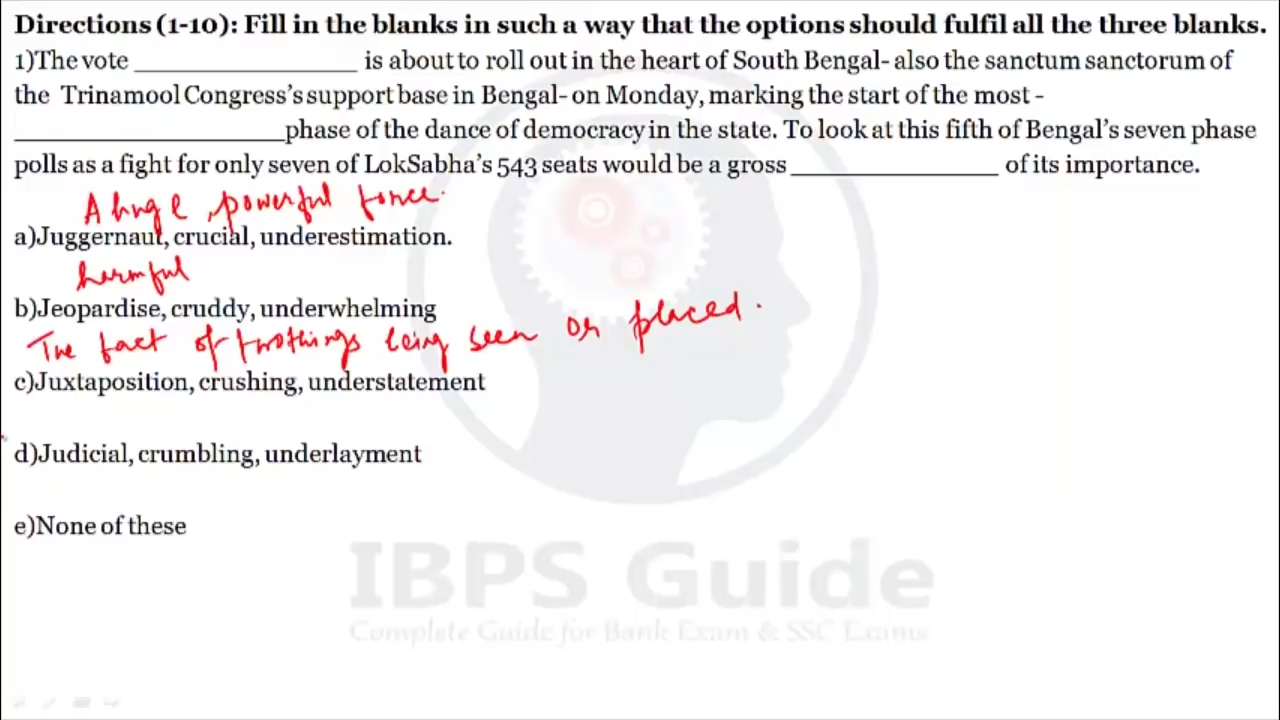 Directions (1-10): Fill in the blanks in such a way that the options should fulfil all the three blanks.
1)The vote _________________ is about to roll out in the heart of South Bengal- also the sanctum sanctorum of
the Trinamool Congress's support base in Bengal- on Monday, marking the start of the most -
_____________________phase of the dance of democracy in the state. To look at this fifth of Bengal's seven phase
polls as a fight for only seven of LokSabha's 543 seats would be a gross ________________ of its importance.
A huge, powerful force.
a)Juggernaut, crucial, underestimation.
harmful
b)Jeopardise, cruddy, underwhelming
The fact of two things being seen or placed.
c)Juxtaposition, crushing, understatement
d)Judicial, crumbling, underlayment
e)None of these
IBPS Guide
Complete Guide for Bank Exam & SSC Exams